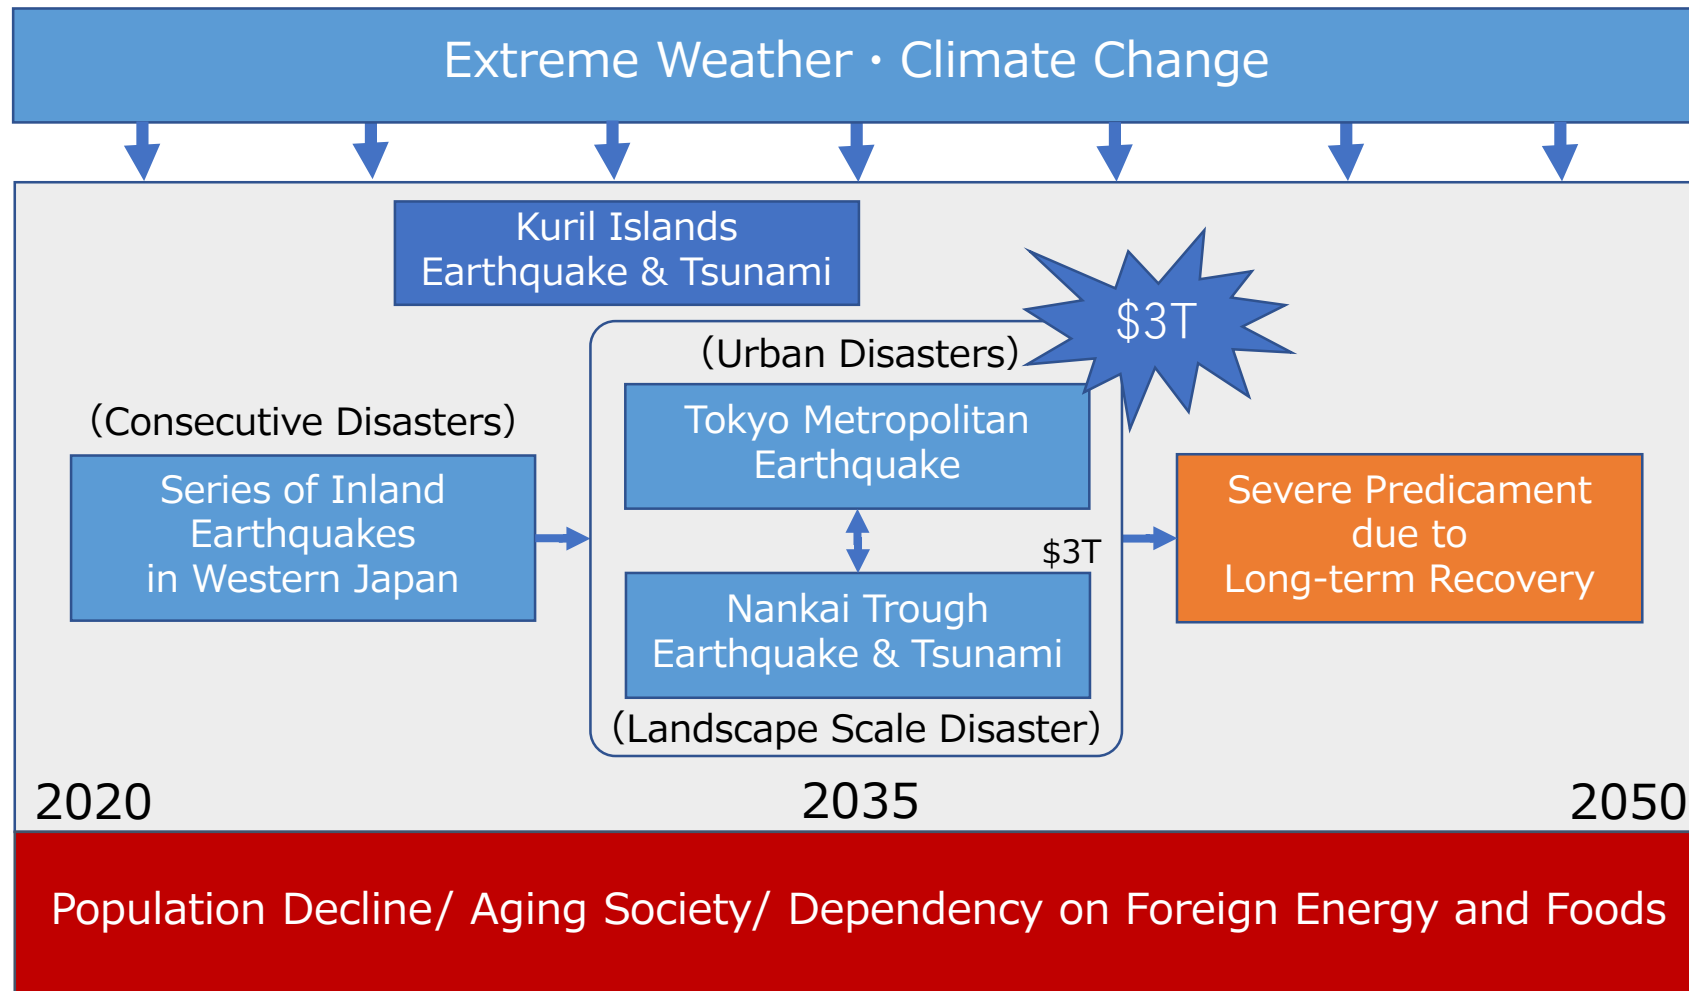 Extreme Weather・Climate Change
Kuril Islands
Earthquake & Tsunami
$3T
(Urban Disasters)
Tokyo Metropolitan
Earthquake
(Consecutive Disasters)
Series of Inland
Earthquakes
in Western Japan
$3T
Nankai Trough
Earthquake & Tsunami
(Landscape Scale Disaster)
Severe Predicament
due to
Long-term Recovery
2020
2035
2050
Population Decline/ Aging Society/ Dependency on Foreign Energy and Foods